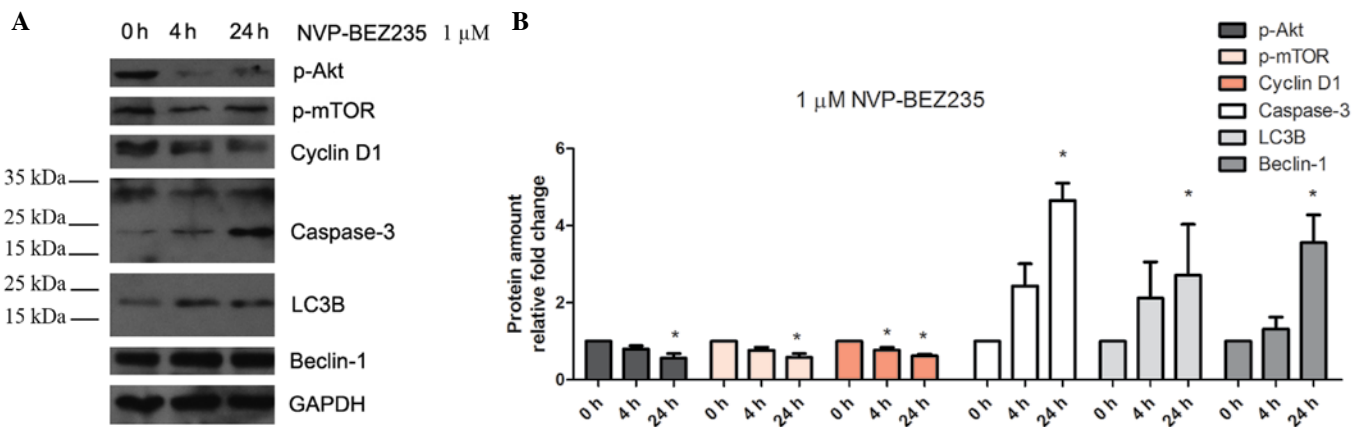 A
0 h 4 h 24 h NVP-BEZ235 1 μM
p-Akt
p-mTOR
Cyclin D1
35 kDa
25 kDa
15 kDa
Caspase-3
25 kDa
15 kDa
LC3B
Beclin-1
GAPDH
B
p-Akt
p-mTOR
Cyclin D1
Caspase-3
LC3B
Beclin-1
1 μM NVP-BEZ235
Protein amount
relative fold change
6
4
2
0
* * * * * * *
0 h 4 h 24 h 0 h 4 h 24 h 0 h 4 h 24 h 0 h 4 h 24 h 0 h 4 h 24 h 0 h 4 h 24 h